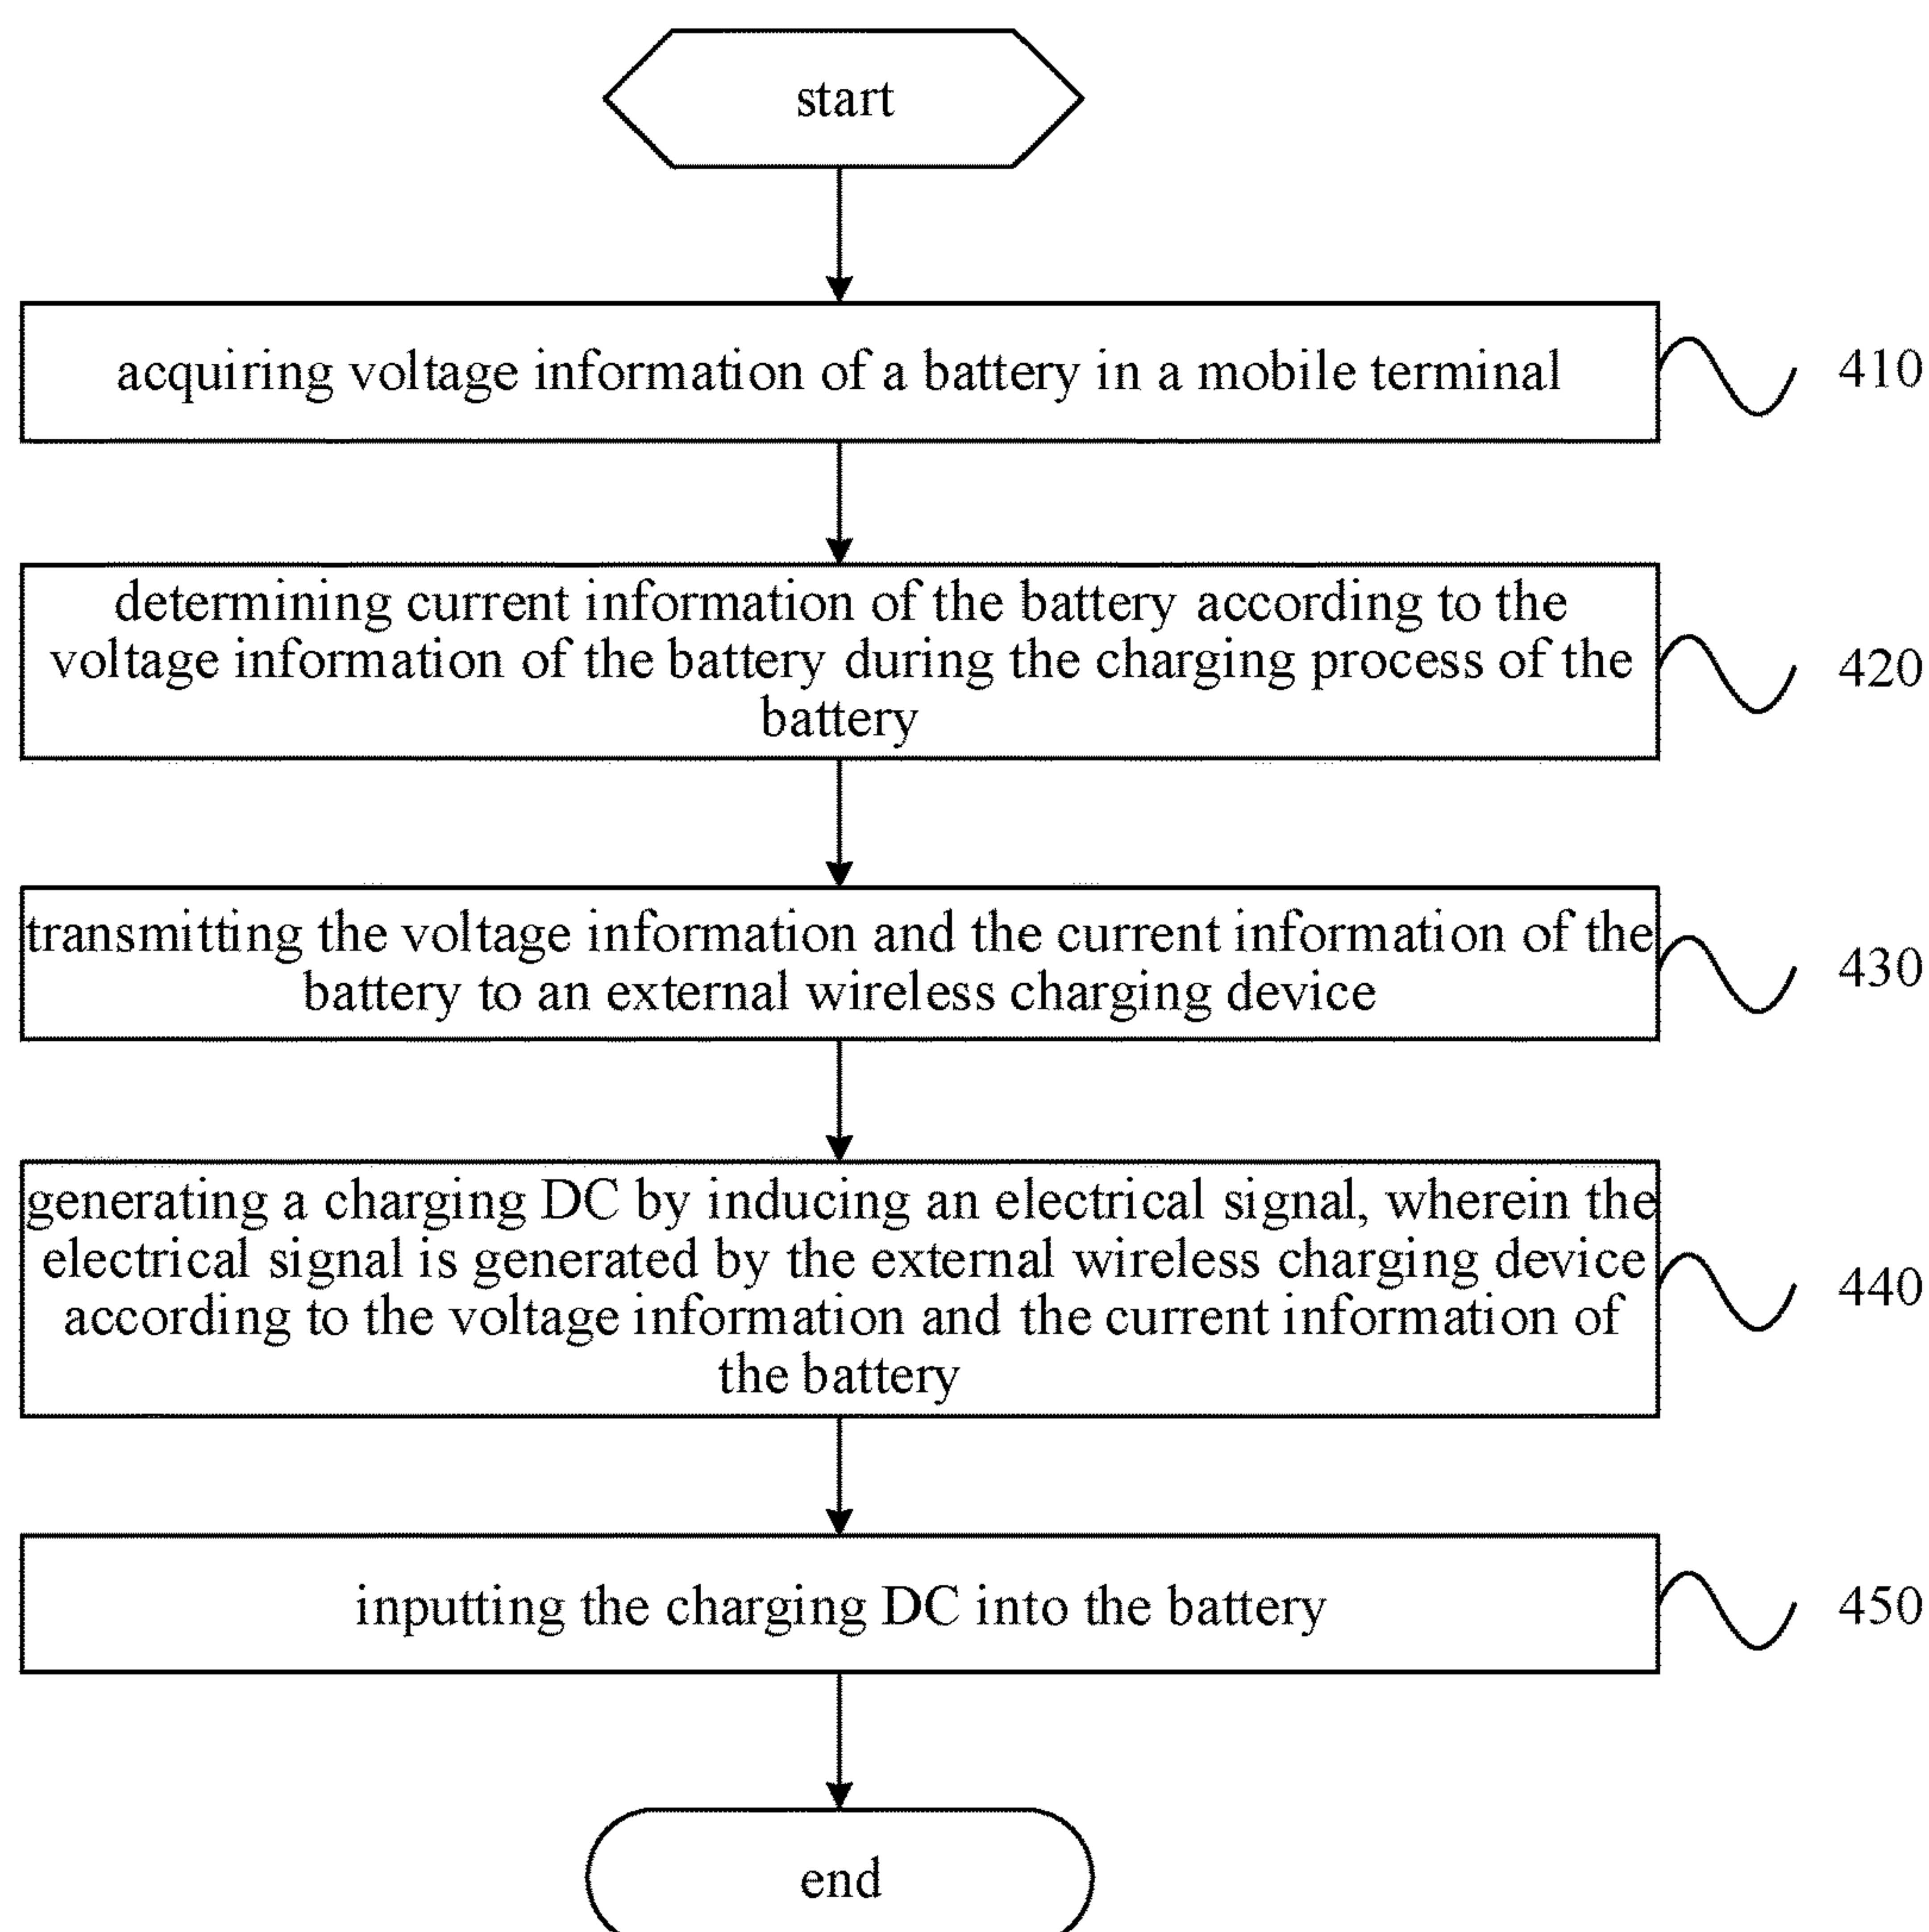 start
acquiring voltage information of a battery in a mobile terminal
410
determining current information of the battery according to the
voltage information of the battery during the charging process of the
battery
420
transmitting the voltage information and the current information of the
battery to an external wireless charging device
430
generating a charging DC by inducing an electrical signal, wherein the
electrical signal is generated by the external wireless charging device
according to the voltage information and the current information of
the battery
440
inputting the charging DC into the battery
450
end